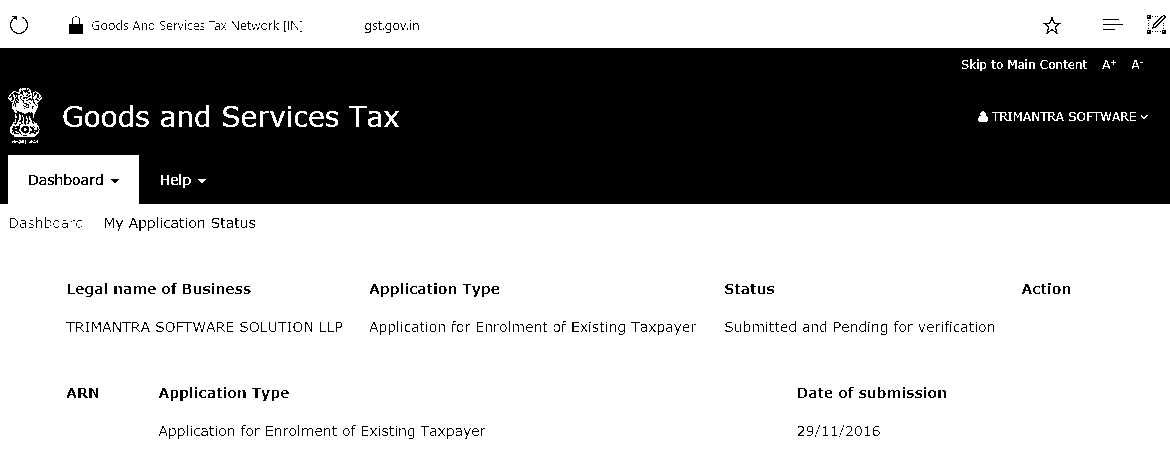 Goods And Services Tax Network [IN] gst.gov.in
Skip to Main Content A+ A-
Goods and Services Tax
TRIMANTRA SOFTWARE
Dashboard Help
Dashboard My Application Status
Legal name of Business Application Type Status Action
TRIMANTRA SOFTWARE SOLUTION LLP Application for Enrolment of Existing Taxpayer Submitted and Pending for verification
ARN Application Type Date of submission
Application for Enrolment of Existing Taxpayer 29/11/2016